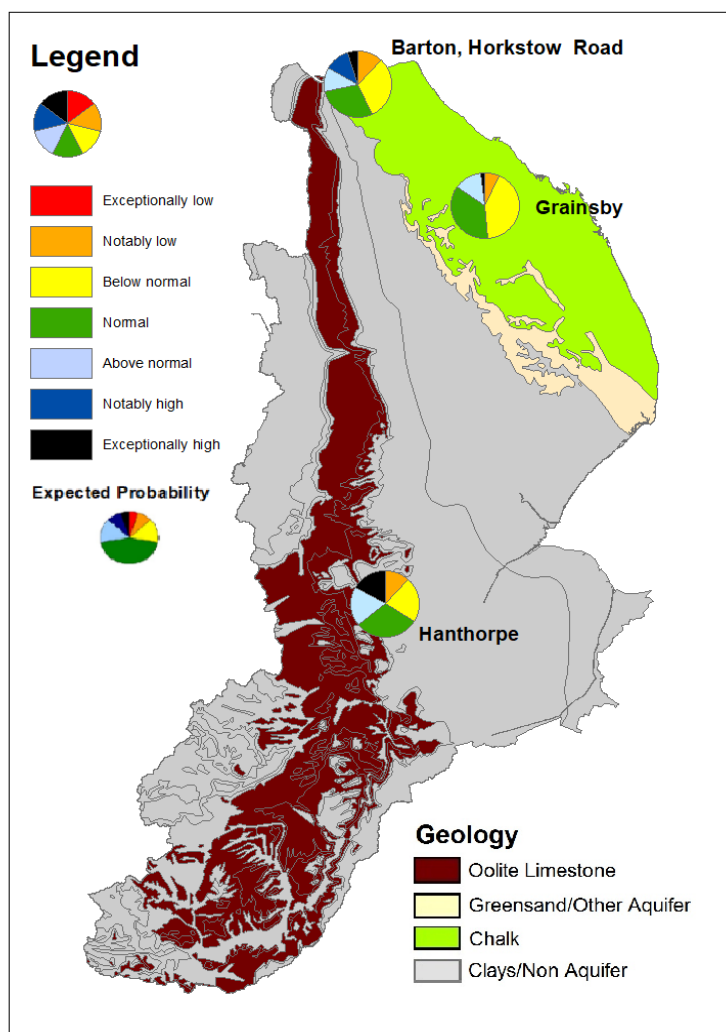 Barton, Horkstow Road
Legend
Exceptionally low
Notably low
Below normal
Normal
Above normal
Notably high
Exceptionally high
Expected Probability
Grainsby
Hanthorpe
Geology
Oolite Limestone
Greensand/Other Aquifer
Chalk
Clays/Non Aquifer